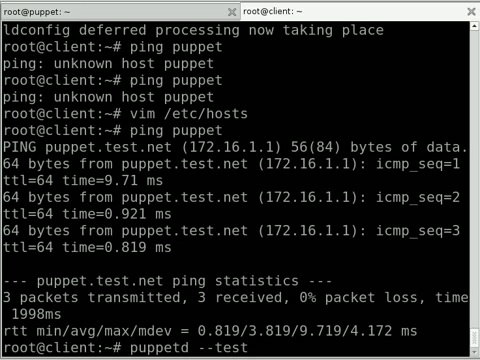 root@puppet: ~
root@client: ~
ldconfig deferred processing now taking place
root@client:~# ping puppet
ping: unknown host puppet
root@client:~# ping puppet
ping: unknown host puppet
root@client:~# vim /etc/hosts
root@client:~# ping puppet
PING puppet.test.net (172.16.1.1) 56(84) bytes of data.
64 bytes from puppet.test.net (172.16.1.1): icmp_seq=1
ttl=64 time=9.71 ms
64 bytes from puppet.test.net (172.16.1.1): icmp_seq=2
ttl=64 time=0.921 ms
64 bytes from puppet.test.net (172.16.1.1): icmp_seq=3
ttl=64 time=0.819 ms
--- puppet.test.net ping statistics ---
3 packets transmitted, 3 received, 0% packet loss, time
1998ms
rtt min/avg/max/mdev = 0.819/3.819/9.719/4.172 ms
root@client:~# puppetd --test